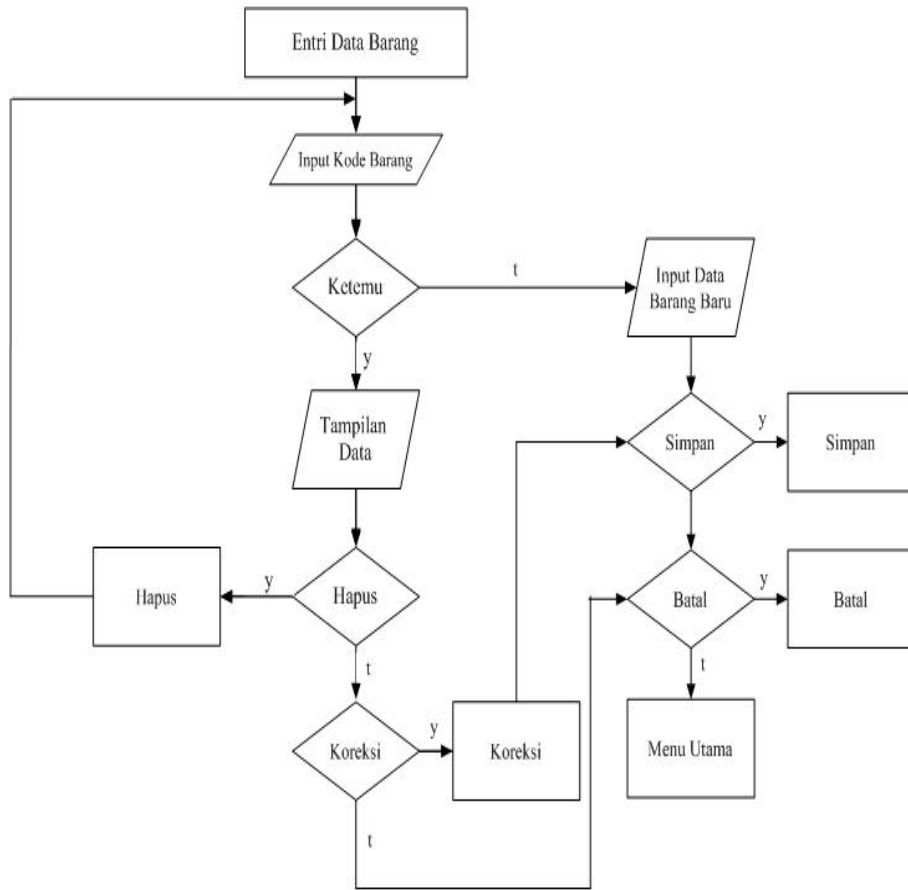 Entri Data Barang
Input Kode Barang
Ketemu
t
Input Data
Barang Baru
y
Tampilan
Data
Simpan
y
Simpan
Hapus
y
Hapus
Batal
y
Batal
t
t
Koreksi
y
Koreksi
Menu Utama
t